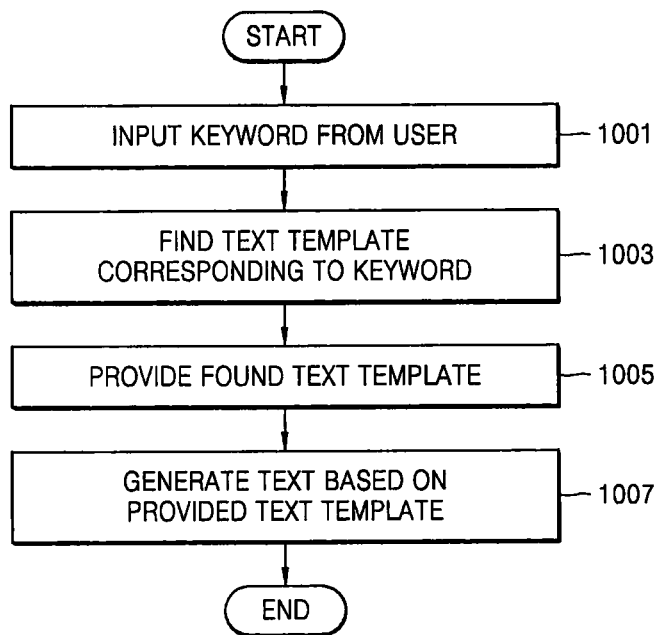 START
INPUT KEYWORD FROM USER
1001
FIND TEXT TEMPLATE
CORRESPONDING TO KEYWORD
1003
PROVIDE FOUND TEXT TEMPLATE
1005
GENERATE TEXT BASED ON
PROVIDED TEXT TEMPLATE
1007
END